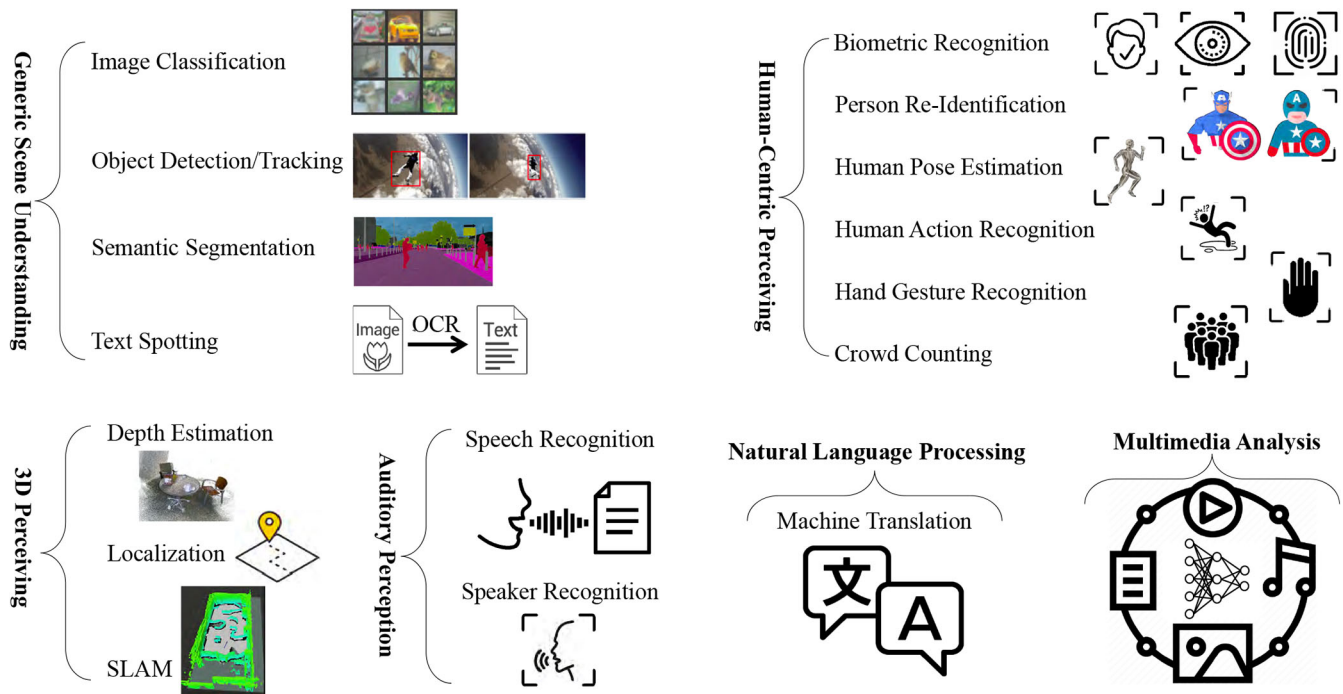 Generic Scene Understanding
Image Classification
Object Detection/Tracking
Semantic Segmentation
Text Spotting
Image
OCR
Text
Human-Centric Perceiving
Biometric Recognition
Person Re-Identification
A
Human Pose Estimation
Human Action Recognition
!?
Hand Gesture Recognition
Crowd Counting
3D Perceiving
Depth Estimation
Localization
SLAM
Auditory Perception
Speech Recognition
Speaker Recognition
Natural Language Processing
Machine Translation
文
A
Multimedia Analysis